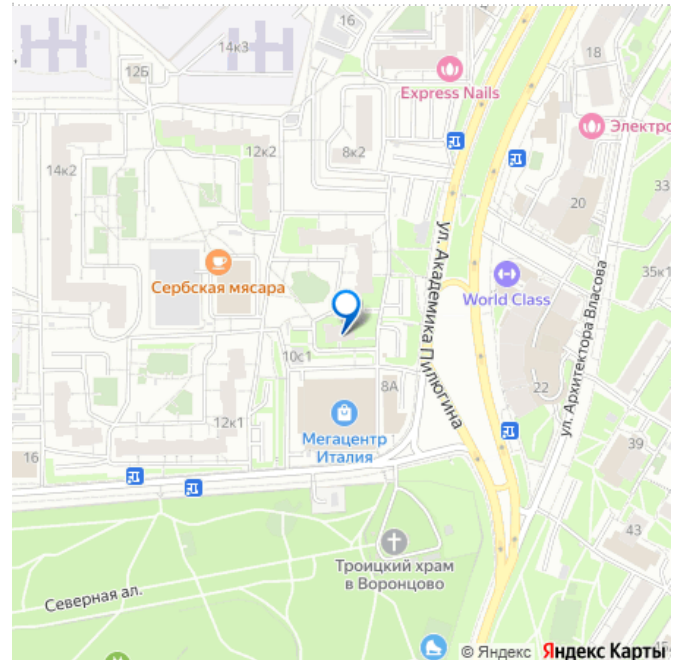 16
14к3
18
12Б
Express Nails
Электро
12к2
8к2
14к2
33
20
ул. Академика Пилюгина
Сербская мясара
World Class
35к1
ул. Архитектора Власова
10с1
8А
22
Мегацентр
Италия
12к1
39
16
43
Троицкий храм
в Воронцово
Северная ал.
© Яндекс Яндекс Карты